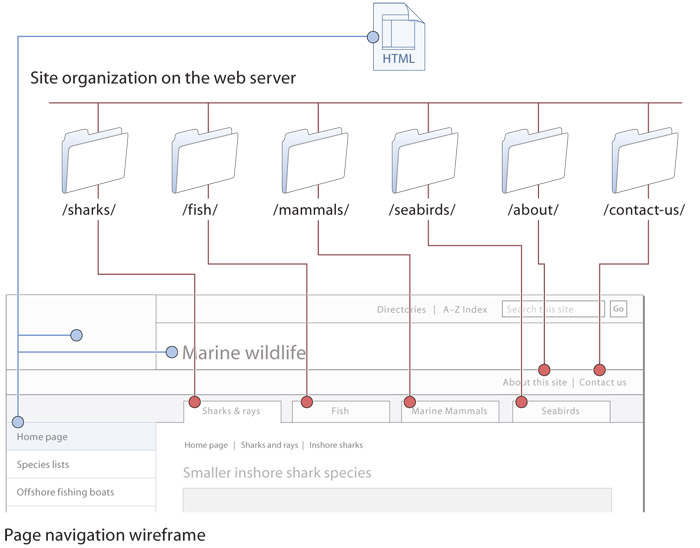 HTML
Site organization on the web server
/sharks/ /fish/ /mammals/ /seabirds/ /about/ /contact-us/
Directories | A–Z Index Search this site Go
Marine wildlife
About this site | Contact us
Sharks & rays Fish Marine Mammals Seabirds
Home page
Home page | Sharks and rays | Inshore sharks
Species lists
Smaller inshore shark species
Offshore fishing boats
Page navigation wireframe